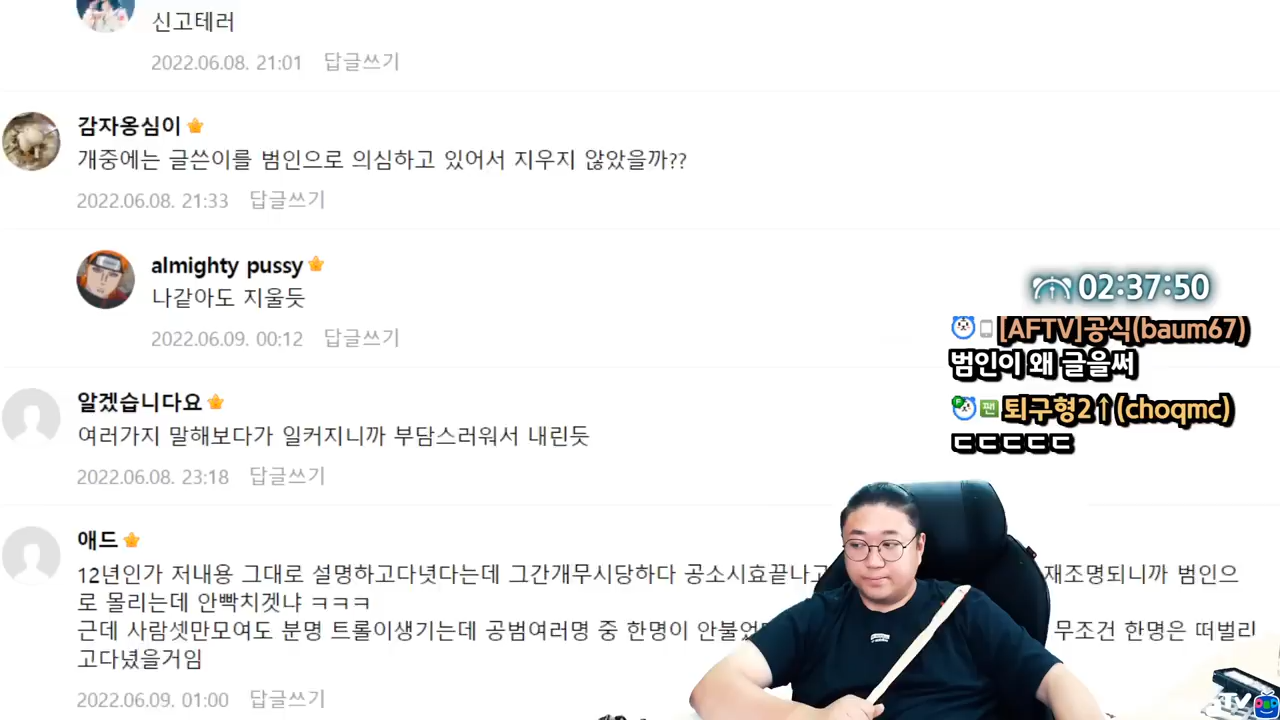 신고테러
2022.06.08. 21:01 답글쓰기
감자옹심이
개중에는 글쓴이를 범인으로 의심하고 있어서 지우지 않았을까??
2022.06.08. 21:33 답글쓰기
almighty pussy
나같아도 지울듯
2022.06.09. 00:12 답글쓰기
02:37:50
[AFTV]공식(baum67)
범인이 왜 글을써
퇴구형2↑(choqmc)
ㄷㄷㄷㄷㄷ
알겠습니다요
여러가지 말해보다가 일커지니까 부담스러워서 내린듯
2022.06.08. 23:18 답글쓰기
애드
12년인가 저내용 그대로 설명하고다녓다는데 그간개무시당하다 공소시효끝나고 재조명되니까 범인으
로 몰리는데 안빡치겟냐 ㅋㅋㅋ
근데 사람셋만모여도 분명 트롤이생기는데 공범여러명 중 한명이 무조건 한명은 떠벌리
고다녔을거임
2022.06.09. 01:00 답글쓰기